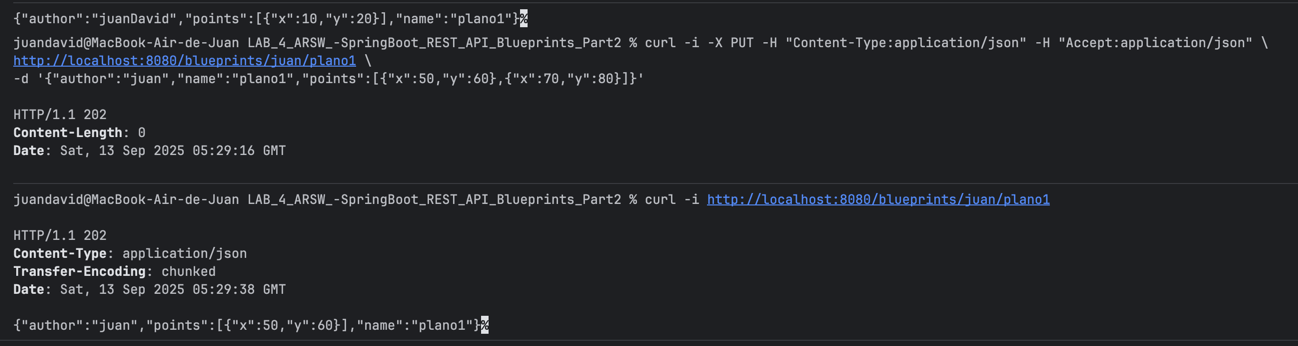 {"author":"juanDavid","points":[{"x":10,"y":20}],"name":"plano1"}%
juandavid@MacBook-Air-de-Juan LAB_4_ARSW_-SpringBoot_REST_API_Blueprints_Part2 % curl -i -X PUT -H "Content-Type:application/json" -H "Accept:application/json" \
http://localhost:8080/blueprints/juan/plano1 \
-d '{"author":"juan","name":"plano1","points":[{"x":50,"y":60},{"x":70,"y":80}]}'
HTTP/1.1 202
Content-Length: 0
Date: Sat, 13 Sep 2025 05:29:16 GMT
juandavid@MacBook-Air-de-Juan LAB_4_ARSW_-SpringBoot_REST_API_Blueprints_Part2 % curl -i http://localhost:8080/blueprints/juan/plano1
HTTP/1.1 202
Content-Type: application/json
Transfer-Encoding: chunked
Date: Sat, 13 Sep 2025 05:29:38 GMT
{"author":"juan","points":[{"x":50,"y":60}],"name":"plano1"}%